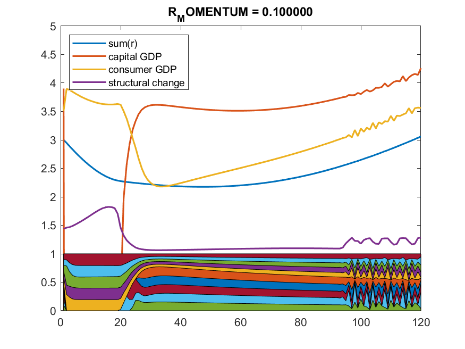 R_MOMENTUM = 0.100000
5
4.5
4
3.5
3
2.5
2
1.5
1
0.5
0
sum(r)
capital GDP
consumer GDP
structural change
0 20 40 60 80 100 120